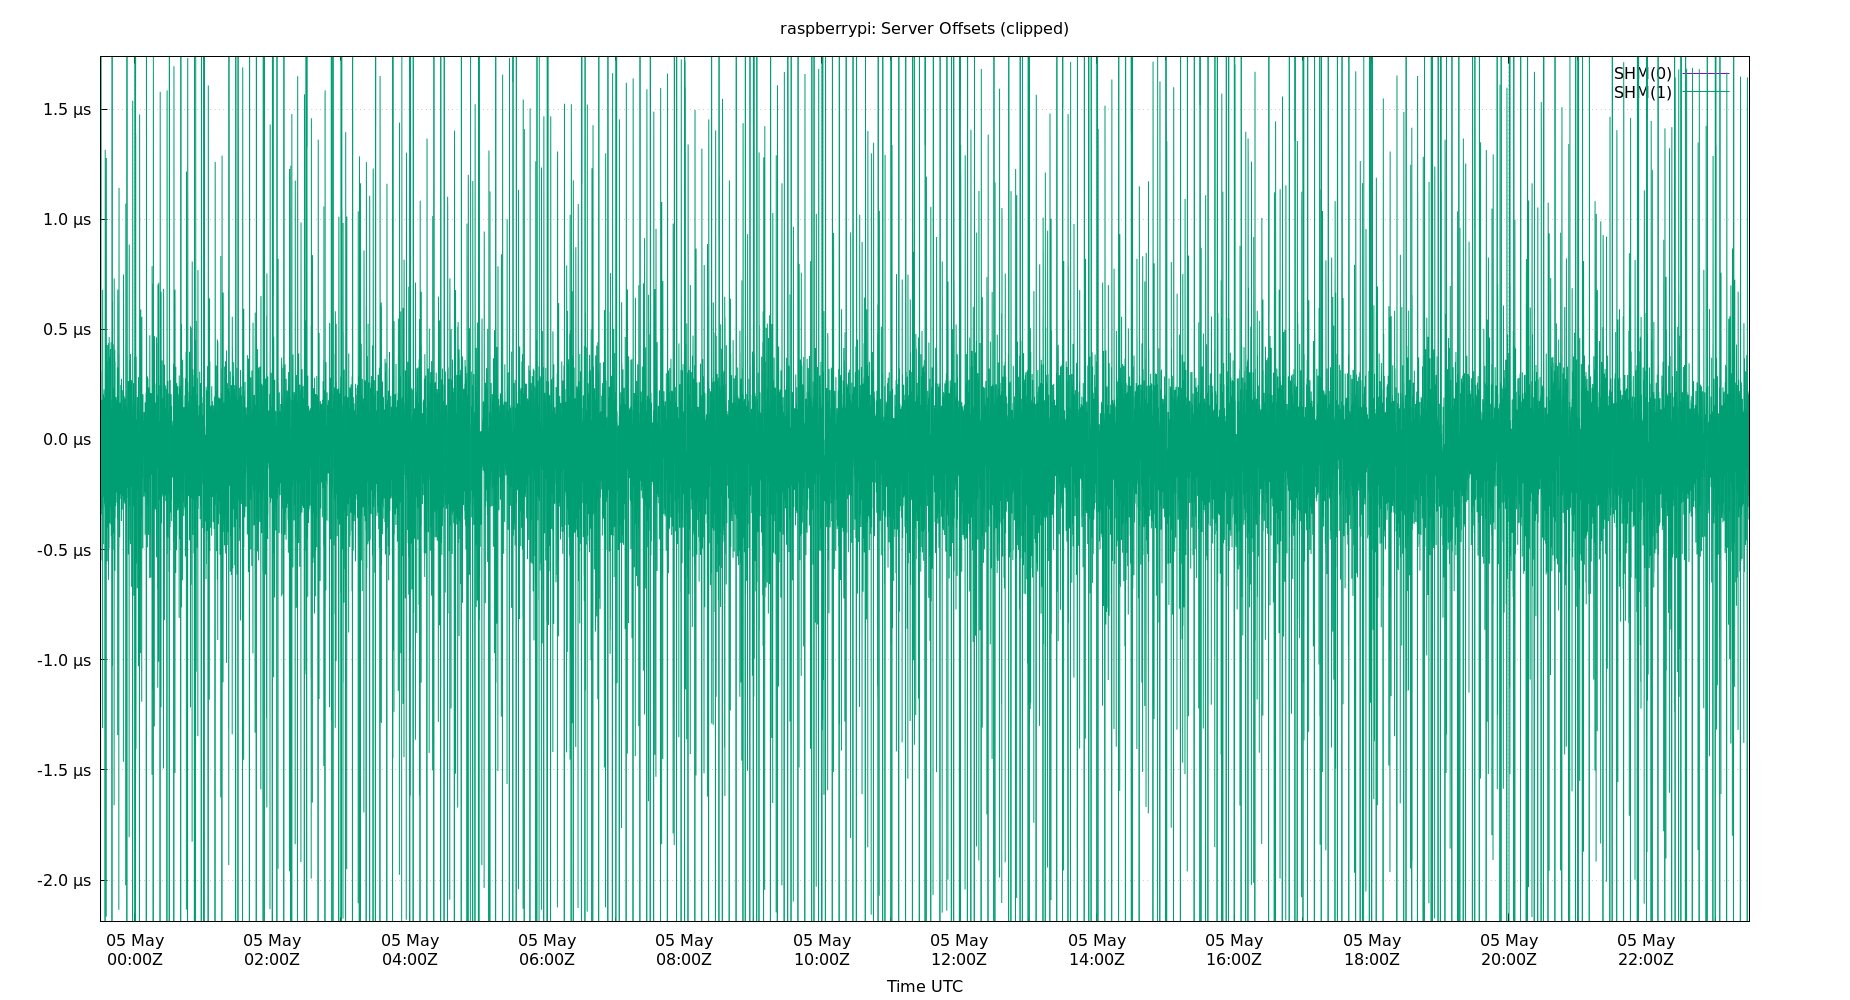 raspberrypi: Server Offsets (clipped)
SHM(0)
SHM(1)
1.5 µs
1.0 µs
0.5 µs
0.0 µs
-0.5 µs
-1.0 µs
-1.5 µs
-2.0 µs
05 May 05 May 05 May 05 May 05 May 05 May 05 May 05 May 05 May 05 May 05 May 05 May
00:00Z 02:00Z 04:00Z 06:00Z 08:00Z 10:00Z 12:00Z 14:00Z 16:00Z 18:00Z 20:00Z 22:00Z
Time UTC